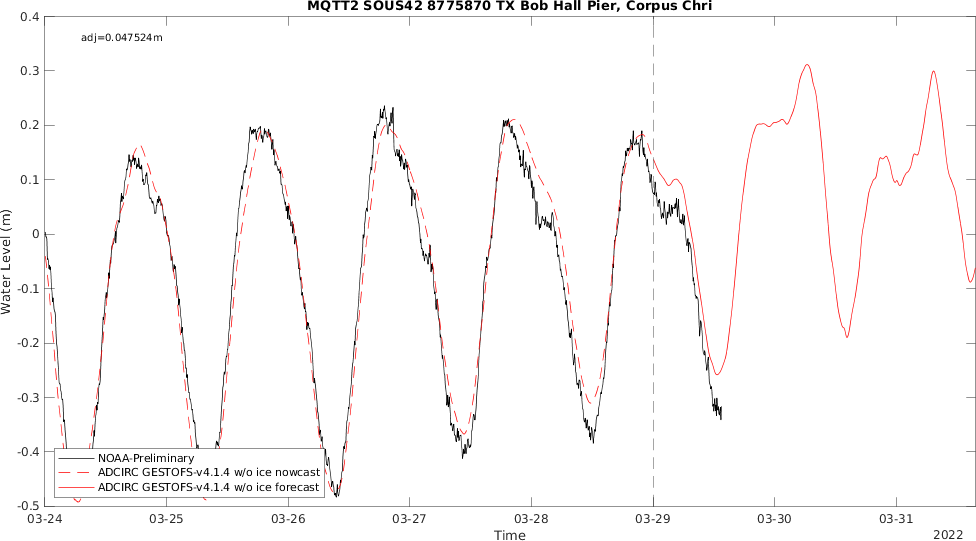 MQTT2 SOUS42 8775870 TX Bob Hall Pier, Corpus Chri
adj=0.047524m
0.4
0.3
0.2
0.1
0
-0.1
-0.2
-0.3
-0.4
-0.5
Water Level (m)
NOAA-Preliminary
ADCIRC GESTOFS-v4.1.4 w/o ice nowcast
ADCIRC GESTOFS-v4.1.4 w/o ice forecast
03-24 03-25 03-26 03-27 03-28 03-29 03-30 03-31
Time
2022